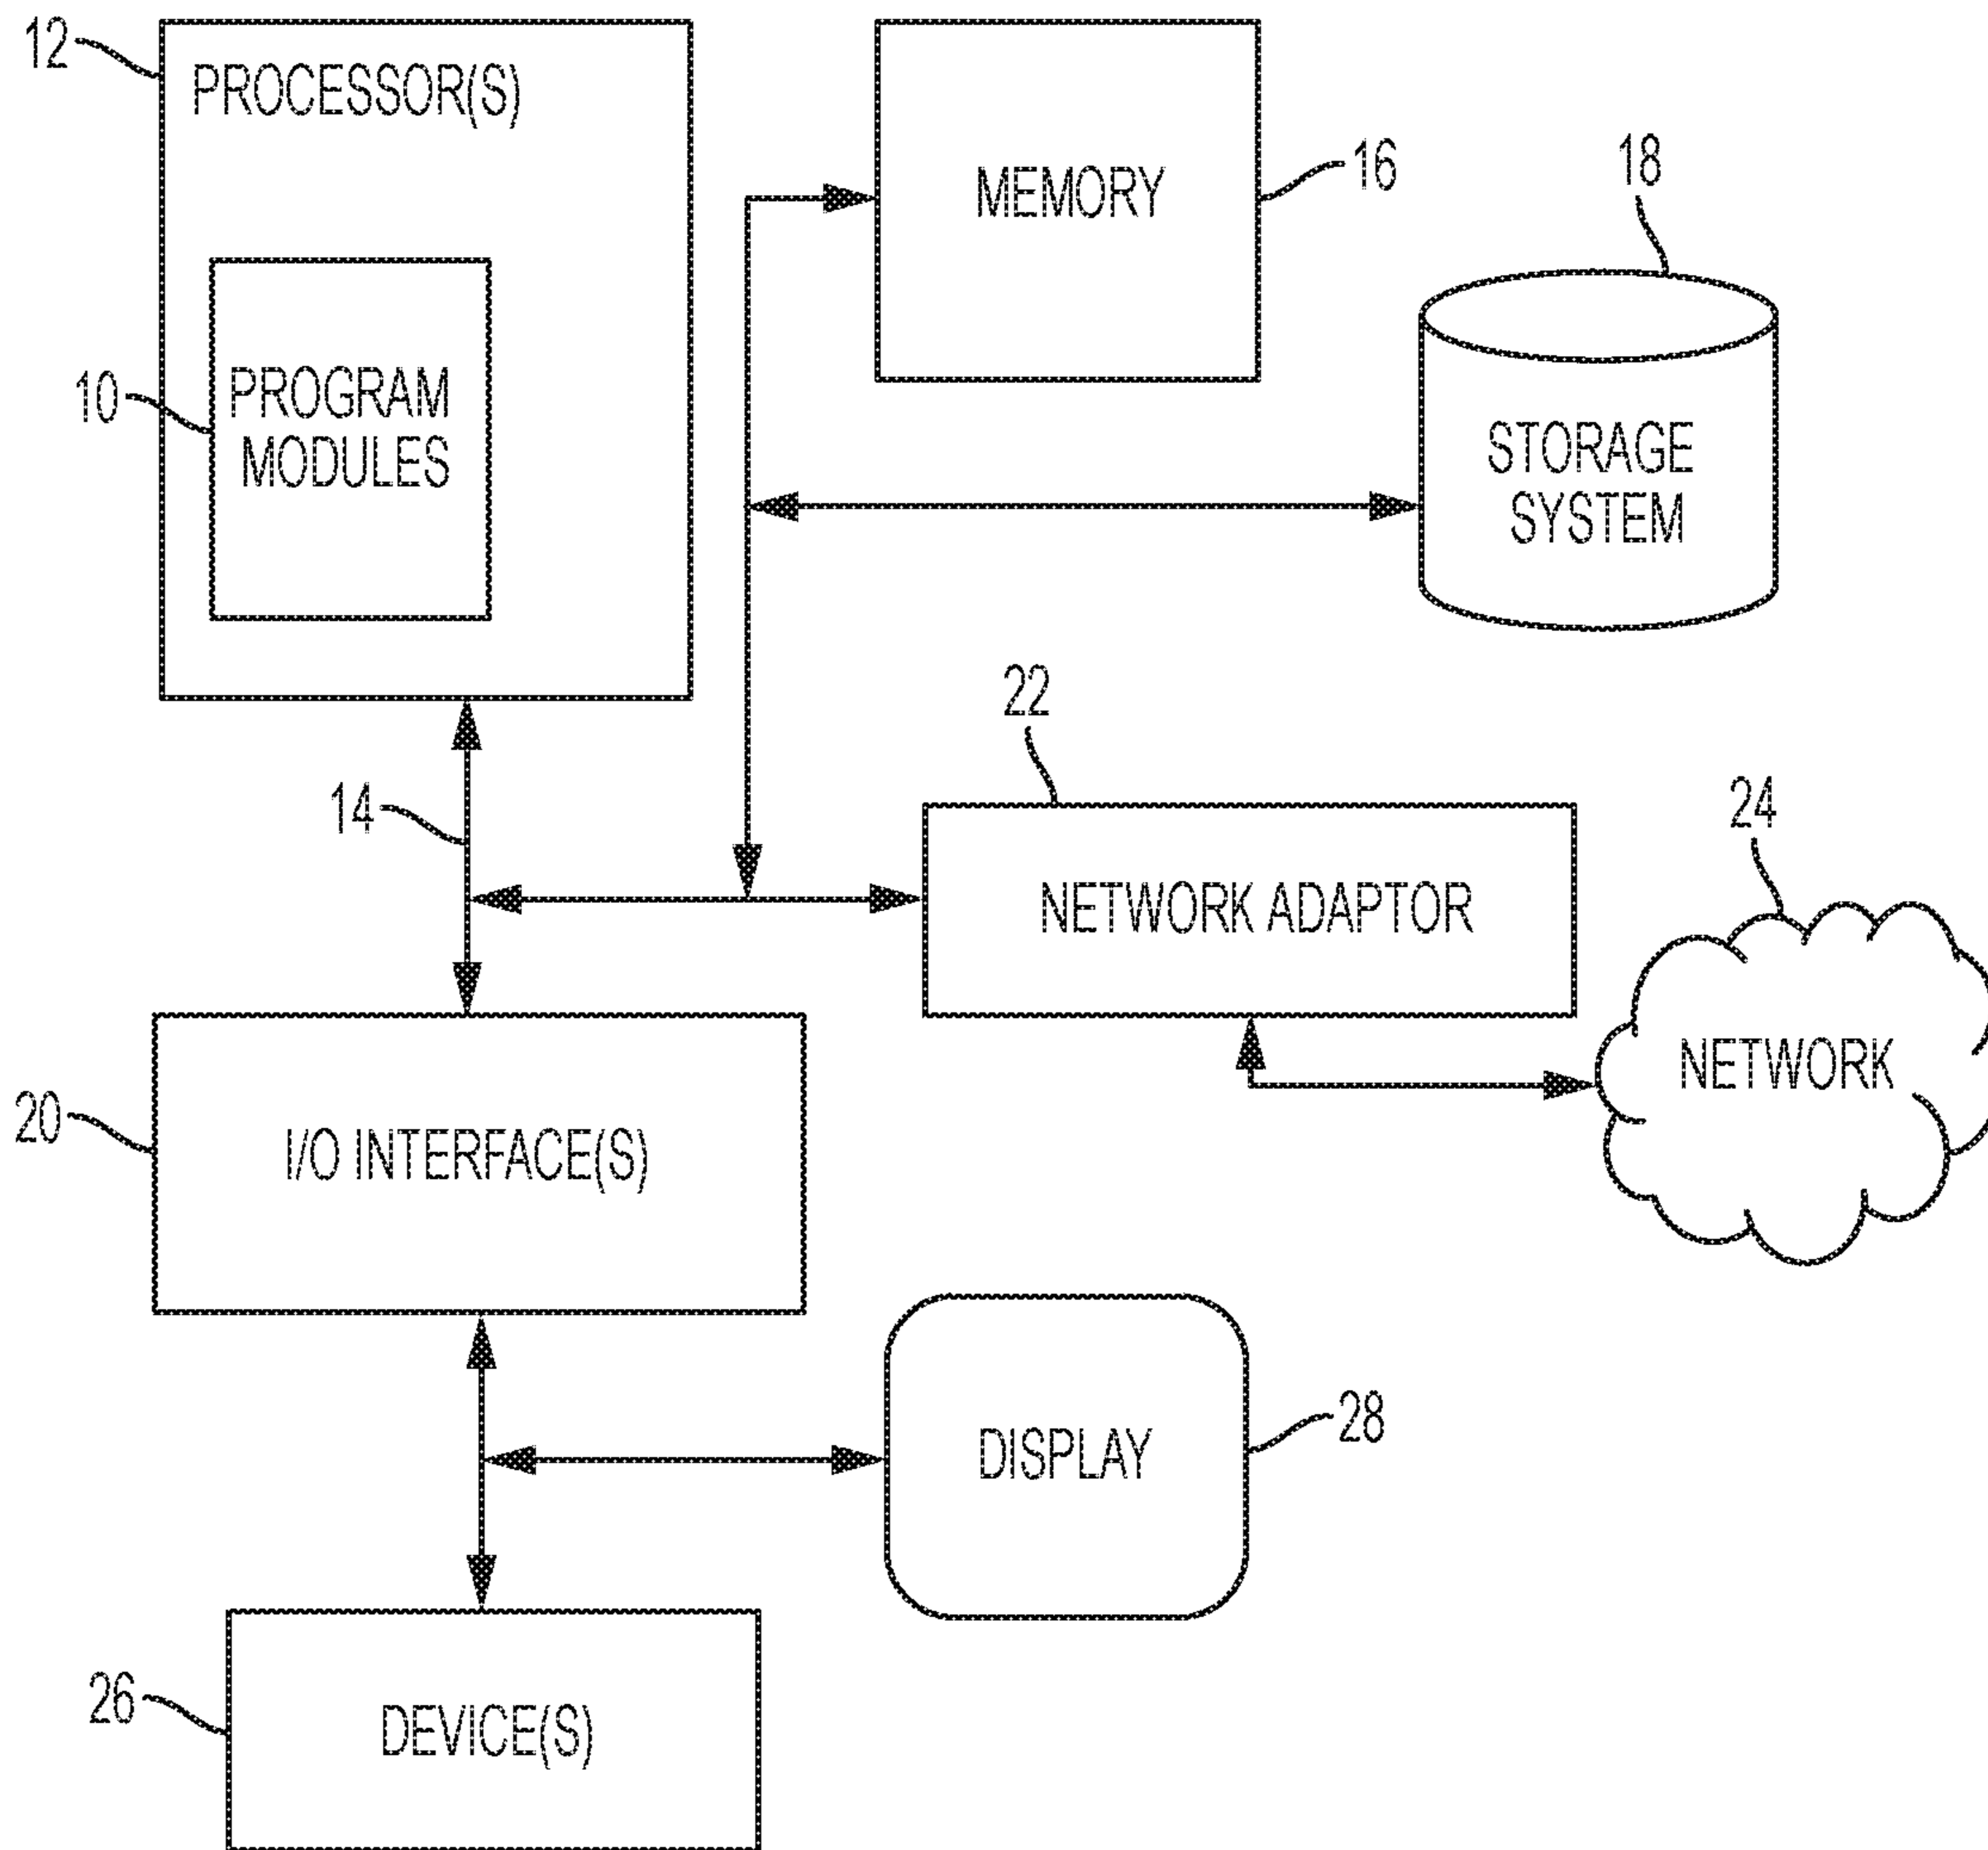 12
PROCESSOR(S)
10
PROGRAM
MODULES
MEMORY
16
18
STORAGE
SYSTEM
14
22
NETWORK ADAPTOR
24
NETWORK
20
I/O INTERFACE(S)
DISPLAY
28
26
DEVICE(S)